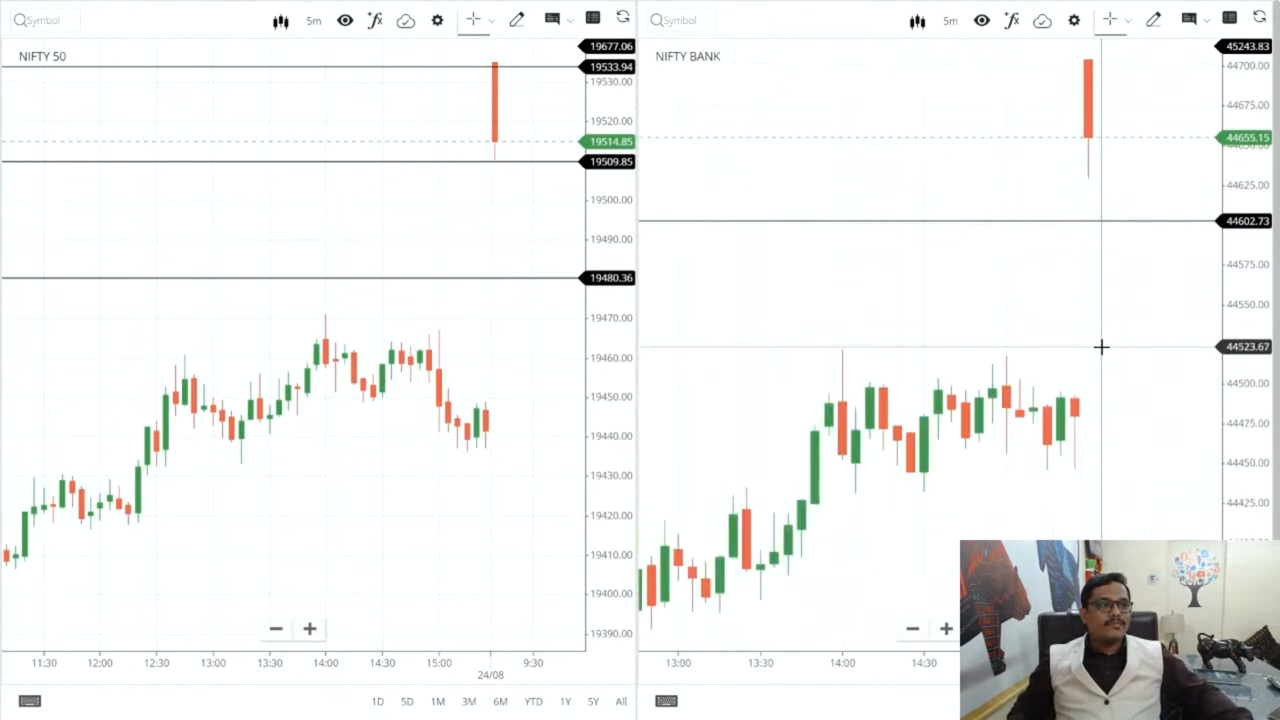 Symbol
5m
fx
Symbol
5m
fx
NIFTY 50
19677.06
19533.94
19530.00
19520.00
19514.85
19509.85
19500.00
19490.00
19480.36
19470.00
19460.00
19450.00
19440.00
19430.00
19420.00
19410.00
19400.00
19390.00
11:30
12:00
12:30
13:00
13:30
14:00
14:30
15:00
9:30
24/08
1D
5D
1M
3M
6M
YTD
1Y
5Y
All
NIFTY BANK
45243.83
44700.00
44675.00
44655.15
44625.00
44602.73
44575.00
44550.00
44523.67
44500.00
44475.00
44450.00
44425.00
13:00
13:30
14:00
14:30